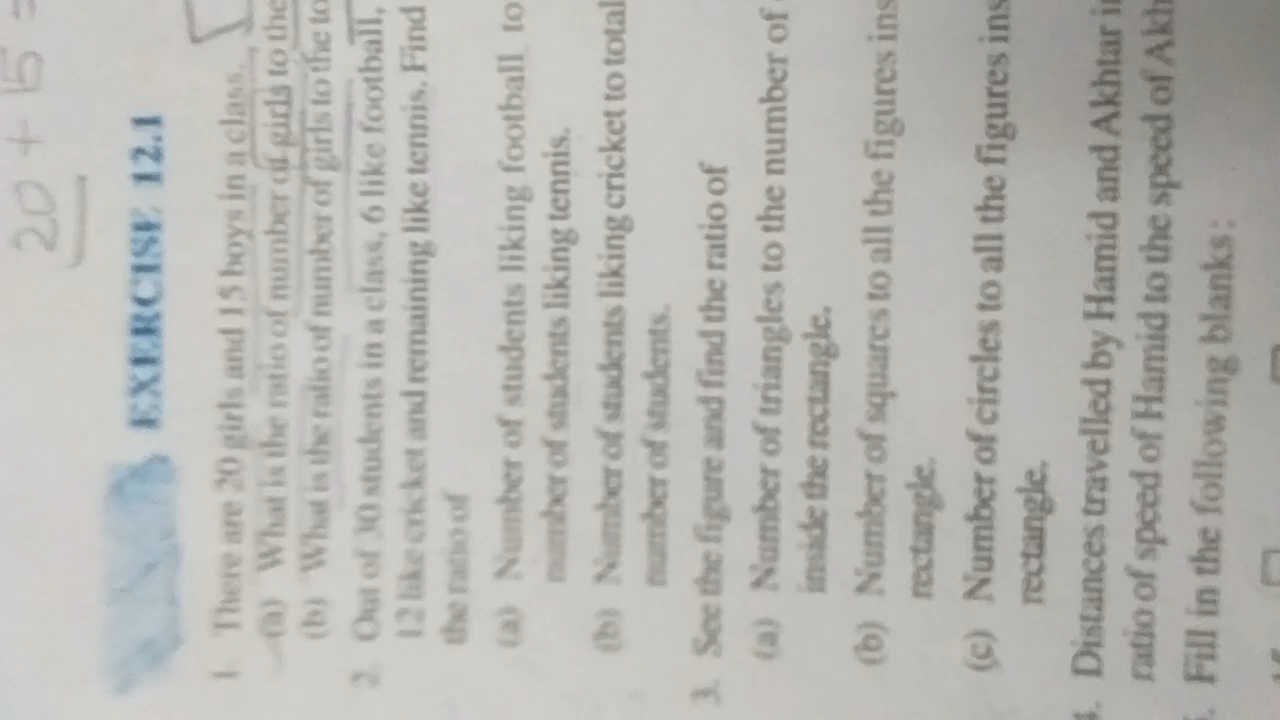 20 + 15 =
EXERCISE 12.1
1. There are 20 girls and 15 boys in a class.
(a) What is the ratio of number of girls to the
(b) What is the ratio of number of girls to the to
2. Out of 30 students in a class, 6 like football,
12 like cricket and remaining like tennis. Find
the ratio of
(a) Number of students liking football to
number of students liking tennis.
(b) Number of students liking cricket to total
number of students.
3. See the figure and find the ratio of
(a) Number of triangles to the number of
inside the rectangle.
(b) Number of squares to all the figures ins
rectangle.
(c) Number of circles to all the figures ins
rectangle.
4. Distances travelled by Hamid and Akhtar in
ratio of speed of Hamid to the speed of Akh
. Fill in the following blanks: